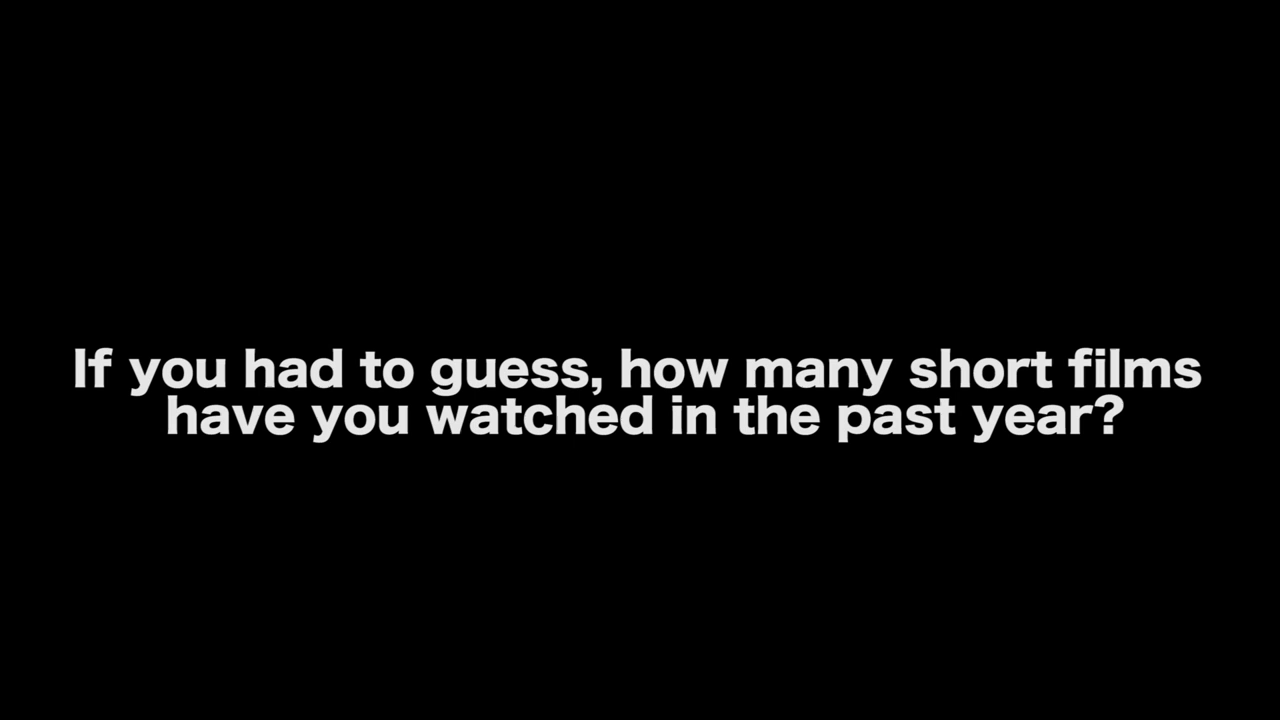 If you had to guess, how many short films
have you watched in the past year?